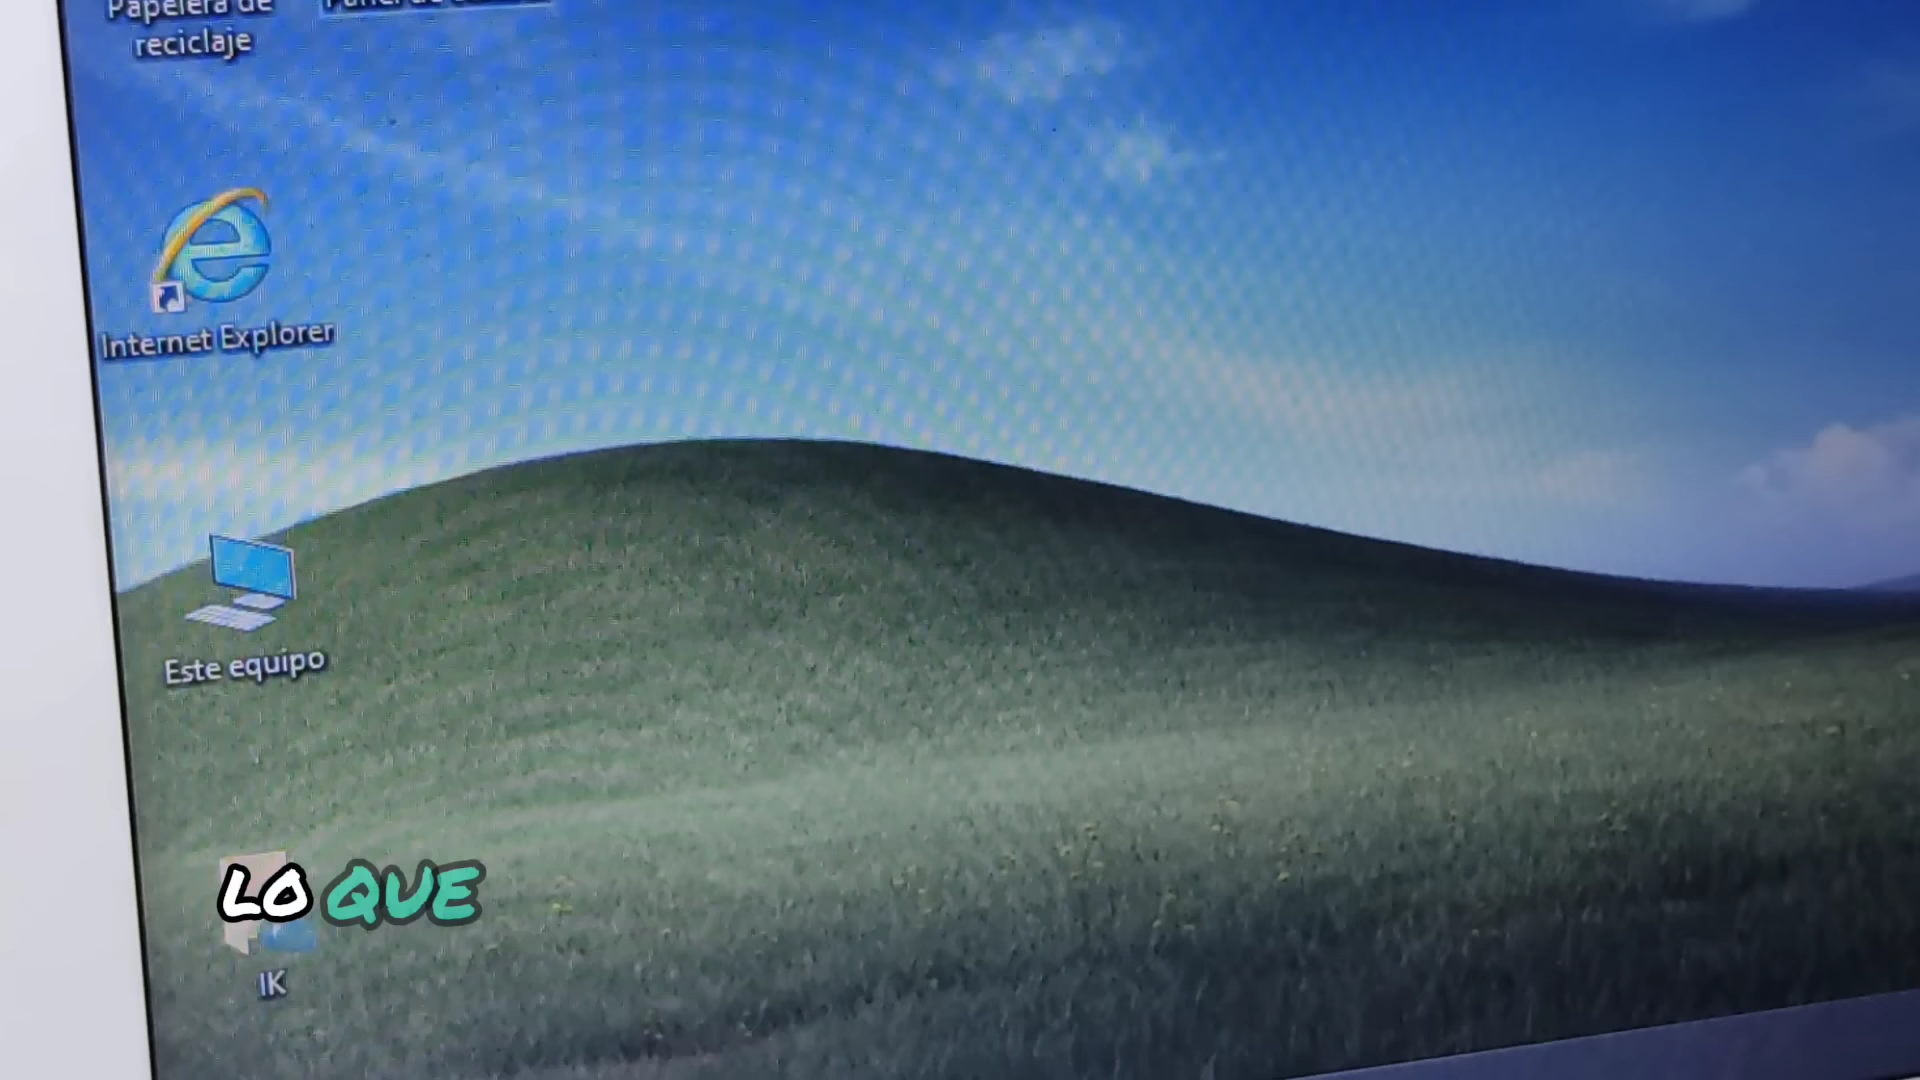 Papelera de
reciclaje
Internet Explorer
Este equipo
LO QUE
IK